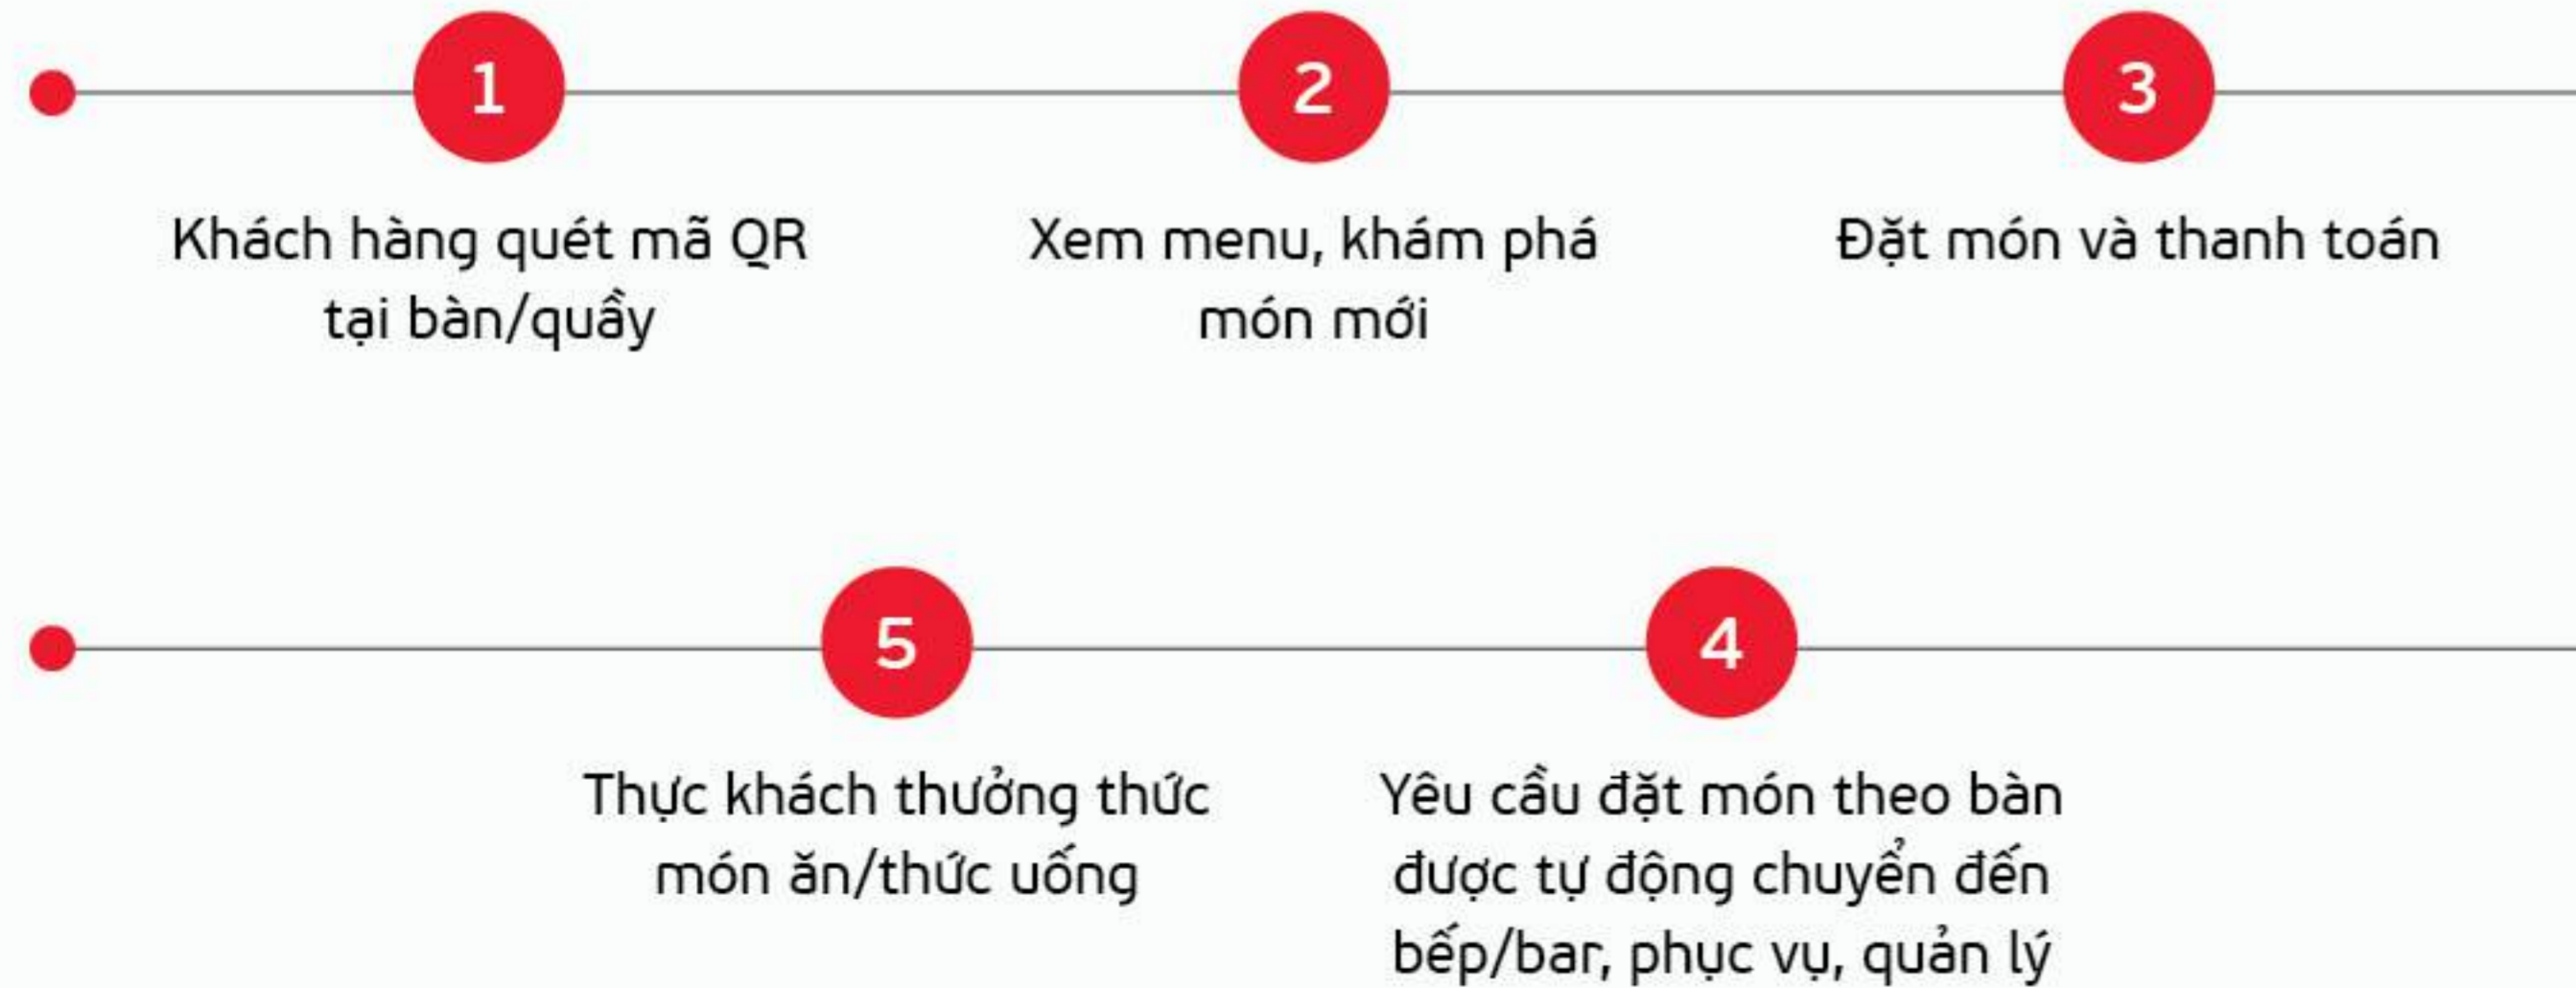 1
Khách hàng quét mã QR
tại bàn/quầy
2
Xem menu, khám phá
món mới
3
Đặt món và thanh toán
4
Yêu cầu đặt món theo bàn
được tự động chuyển đến
bếp/bar, phục vụ, quản lý
5
Thực khách thưởng thức
món ăn/thức uống